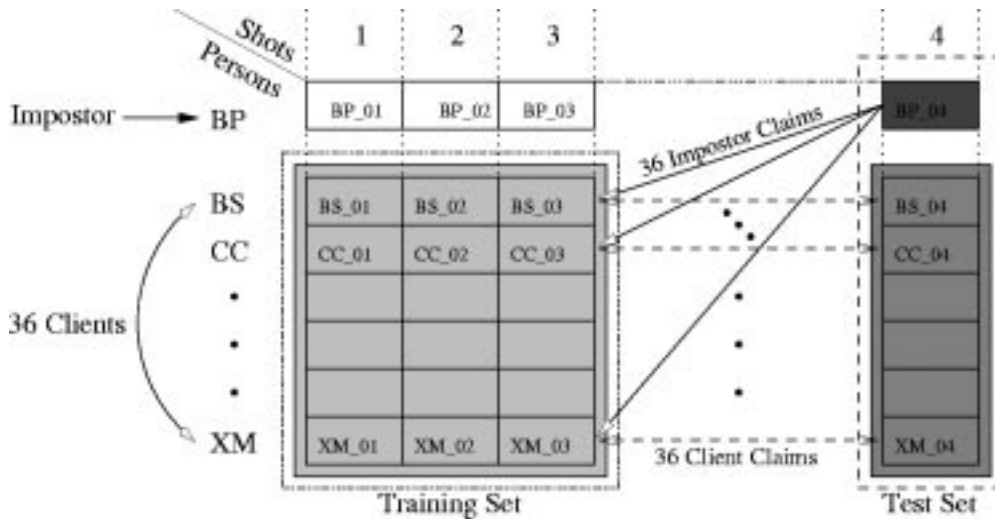 Shots
Persons
1 2 3 4
Impostor BP BP_01 BP_02 BP_03 BP_04
36 Impostor Claims
BS BS_01 BS_02 BS_03 BS_04
CC CC_01 CC_02 CC_03 CC_04
36 Clients
XM XM_01 XM_02 XM_03 XM_04
36 Client Claims
Training Set Test Set